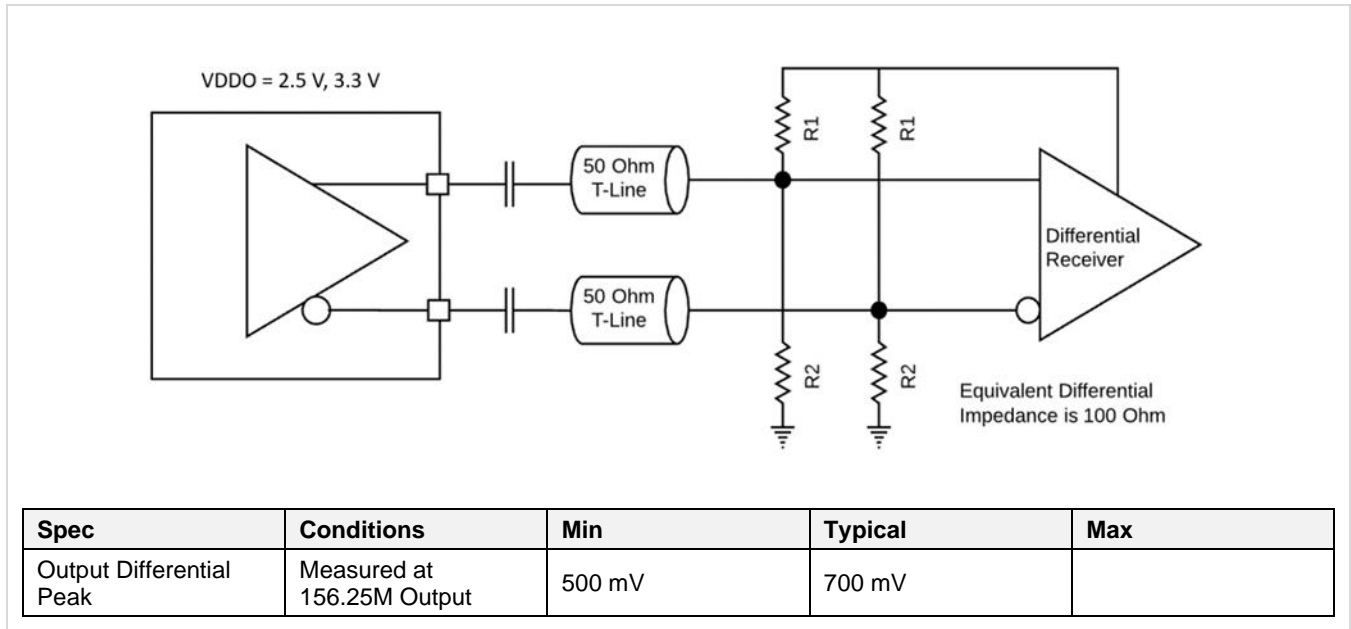 VDDO = 2.5 V, 3.3 V
R1
R1
50 Ohm
T-Line
Differential
Receiver
50 Ohm
T-Line
R2
R2
Equivalent Differential
Impedance is 100 Ohm
Spec Conditions Min Typical Max
Output Differential
Peak
Measured at
156.25M Output
500 mV
700 mV